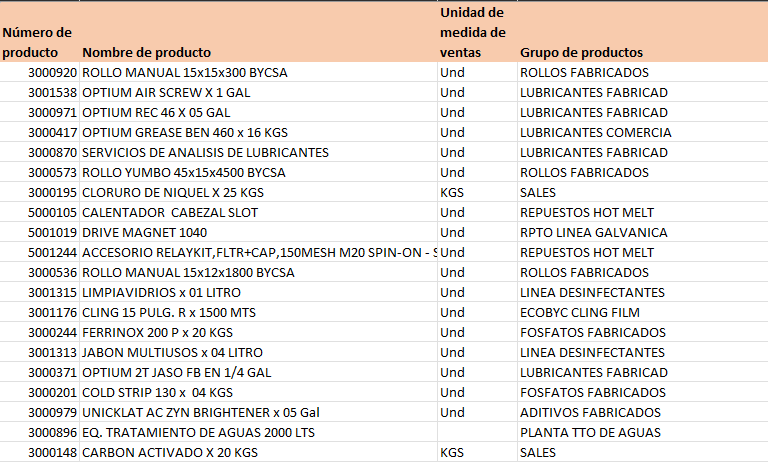 Número de producto Nombre de producto Unidad de medida de ventas Grupo de productos
3000920 ROLLO MANUAL 15x15x300 BYCSA Und ROLLOS FABRICADOS
3001538 OPTIUM AIR SCREW X 1 GAL Und LUBRICANTES FABRICAD
3000971 OPTIUM REC 46 X 05 GAL Und LUBRICANTES FABRICAD
3000417 OPTIUM GREASE BEN 460 x 16 KGS Und LUBRICANTES COMERCIA
3000870 SERVICIOS DE ANALISIS DE LUBRICANTES Und LUBRICANTES FABRICAD
3000573 ROLLO YUMBO 45x15x4500 BYCSA Und ROLLOS FABRICADOS
3000195 CLORURO DE NIQUEL X 25 KGS KGS SALES
5000105 CALENTADOR  CABEZAL SLOT Und REPUESTOS HOT MELT
5001019 DRIVE MAGNET 1040 Und RPTO LINEA GALVANICA
5001244 ACCESORIO RELAYKIT,FLTR+CAP,150MESH M20 SPIN-ON - S Und REPUESTOS HOT MELT
3000536 ROLLO MANUAL 15x12x1800 BYCSA Und ROLLOS FABRICADOS
3001315 LIMPIAVIDRIOS x 01 LITRO Und LINEA DESINFECTANTES
3001176 CLING 15 PULG. R x 1500 MTS Und ECOBYC CLING FILM
3000244 FERRINOX 200 P x 20 KGS Und FOSFATOS FABRICADOS
3001313 JABON MULTIUSOS x 04 LITRO Und LINEA DESINFECTANTES
3000371 OPTIUM 2T JASO FB EN 1/4 GAL Und LUBRICANTES FABRICAD
3000201 COLD STRIP 130 x  04 KGS Und FOSFATOS FABRICADOS
3000979 UNICKLAT AC ZYN BRIGHTENER x 05 Gal Und ADITIVOS FABRICADOS
3000896 EQ. TRATAMIENTO DE AGUAS 2000 LTS PLANTA TTO DE AGUAS
3000148 CARBON ACTIVADO X 20 KGS KGS SALES